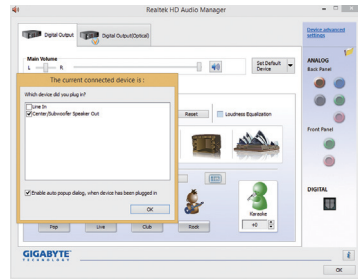 Realtek HD Audio Manager
Digital Output
Digital Output(Optical)
Device advanced settings
Main Volume
L
R
Set Default Device
ANALOG
Back Panel
The current connected device is :
Which device did you plug in?
Line In
Center/Subwoofer Speaker Out
Reset
Loudness Equalization
Front Panel
Enable auto popup dialog, when device has been plugged in
OK
DIGITAL
Karaoke
Pop
Live
Club
Rock
+0
GIGABYTE
TECHNOLOGY
OK